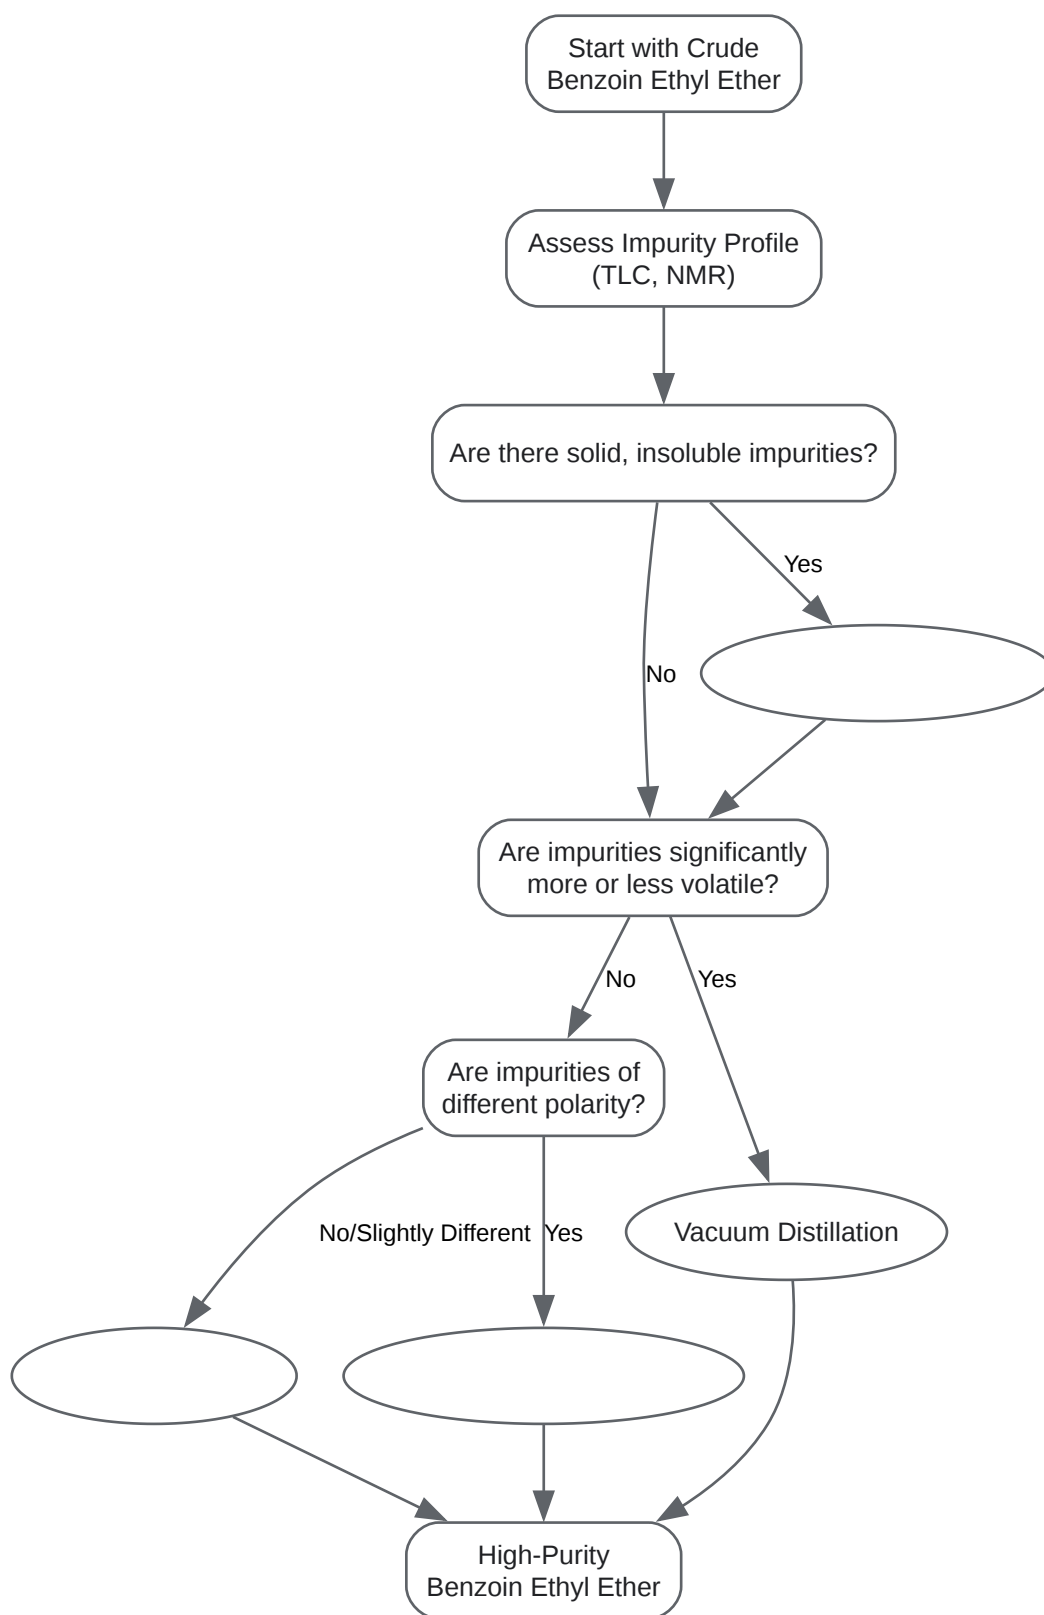 Start with Crude
Benzoin Ethyl Ether
Assess Impurity Profile
(TLC, NMR)
Are there solid, insoluble impurities?
Yes
No
Are impurities significantly
more or less volatile?
No
Yes
Are impurities of
different polarity?
No/Slightly Different
Yes
Vacuum Distillation
High-Purity
Benzoin Ethyl Ether